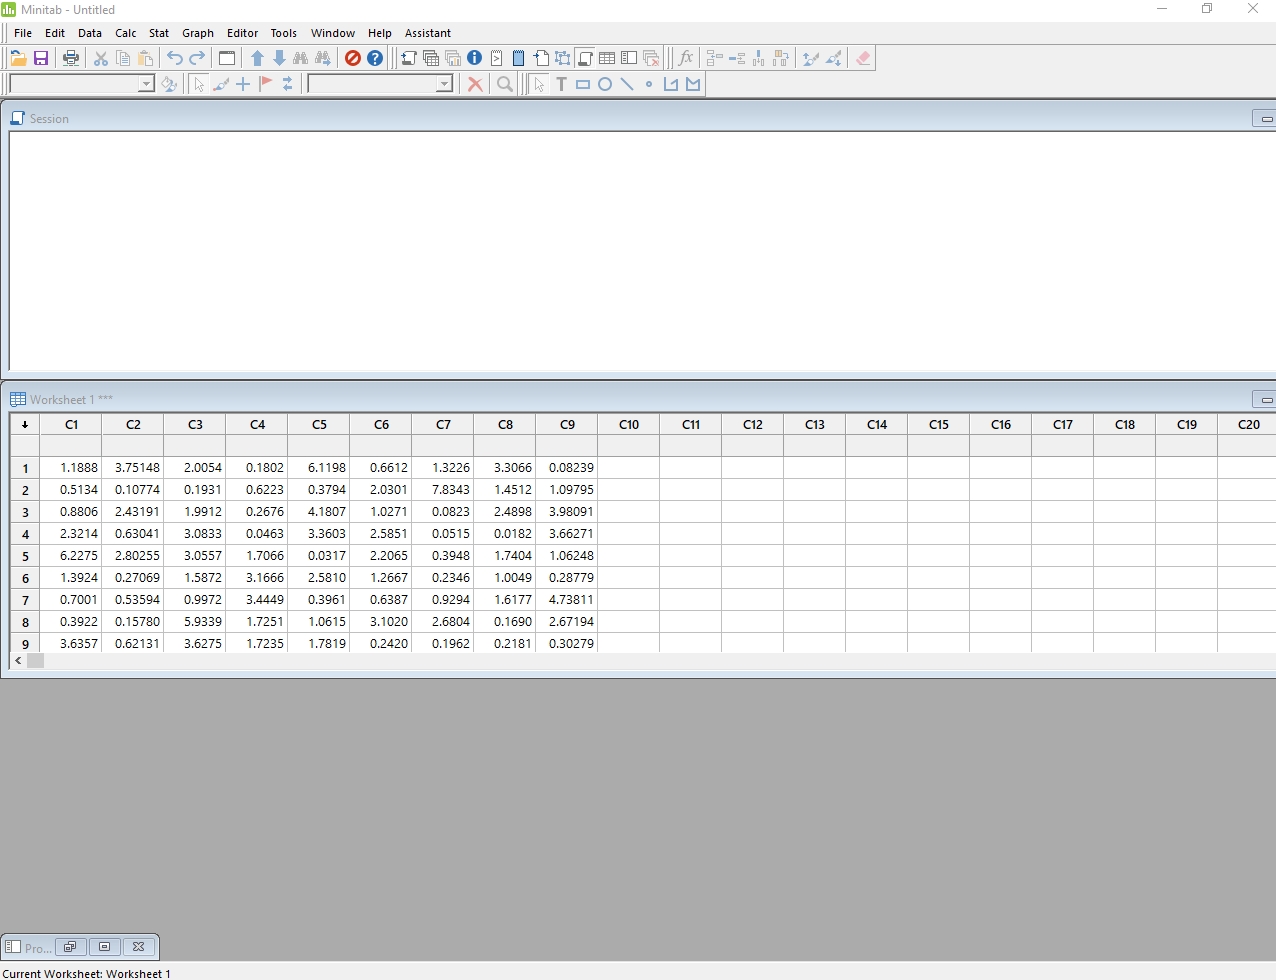 Minitab - Untitled
File Edit Data Calc Stat Graph Editor Tools Window Help Assistant
Session
Worksheet 1 ***
C1 C2 C3 C4 C5 C6 C7 C8 C9 C10 C11 C12 C13 C14 C15 C16 C17 C18 C19 C20
1 1.1888 3.75148 2.0054 0.1802 6.1198 0.6612 1.3226 3.3066 0.08239
2 0.5134 0.10774 0.1931 0.6223 0.3794 2.0301 7.8343 1.4512 1.09795
3 0.8806 2.43191 1.9912 0.2676 4.1807 1.0271 0.0823 2.4898 3.98091
4 2.3214 0.63041 3.0833 0.0463 3.3603 2.5851 0.0515 0.0182 3.66271
5 6.2275 2.80255 3.0557 1.7066 0.0317 2.2065 0.3948 1.7404 1.06248
6 1.3924 0.27069 1.5872 3.1666 2.5810 1.2667 0.2346 1.0049 0.28779
7 0.7001 0.53594 0.9972 3.4449 0.3961 0.6387 0.9294 1.6177 4.73811
8 0.3922 0.15780 5.9339 1.7251 1.0615 3.1020 2.6804 0.1690 2.67194
9 3.6357 0.62131 3.6275 1.7235 1.7819 0.2420 0.1962 0.2181 0.30279
Pro...
Current Worksheet: Worksheet 1